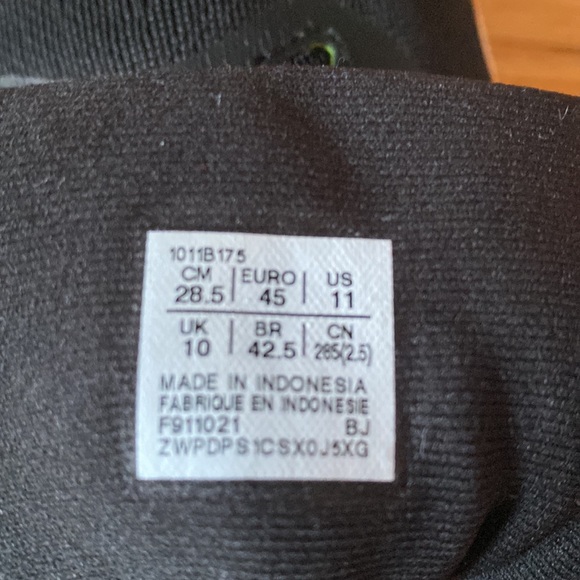 1011B175
CM | EURO | US
28.5 | 45 | 11
UK | BR | CN
10 | 42.5 | 285(2.5)
MADE IN INDONESIA
FABRIQUE EN INDONESIE
F911021 BJ
ZWPDPS1CSX0J5XG